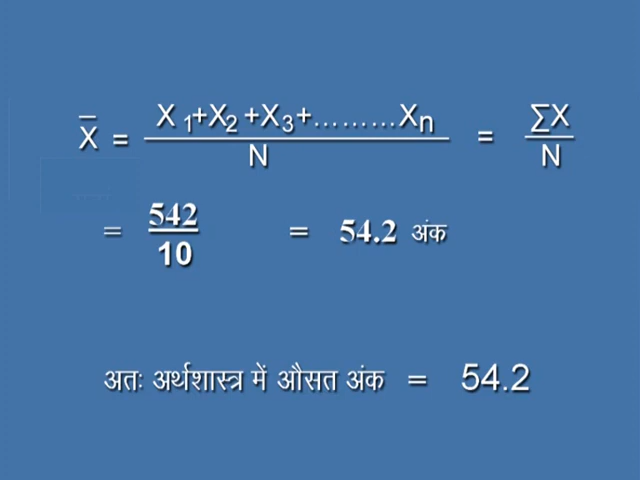 X̄ = X1+X2+X3+.........Xn / N = ∑X / N
= 542 / 10 = 54.2 अंक
अतः अर्थशास्त्र में औसत अंक = 54.2